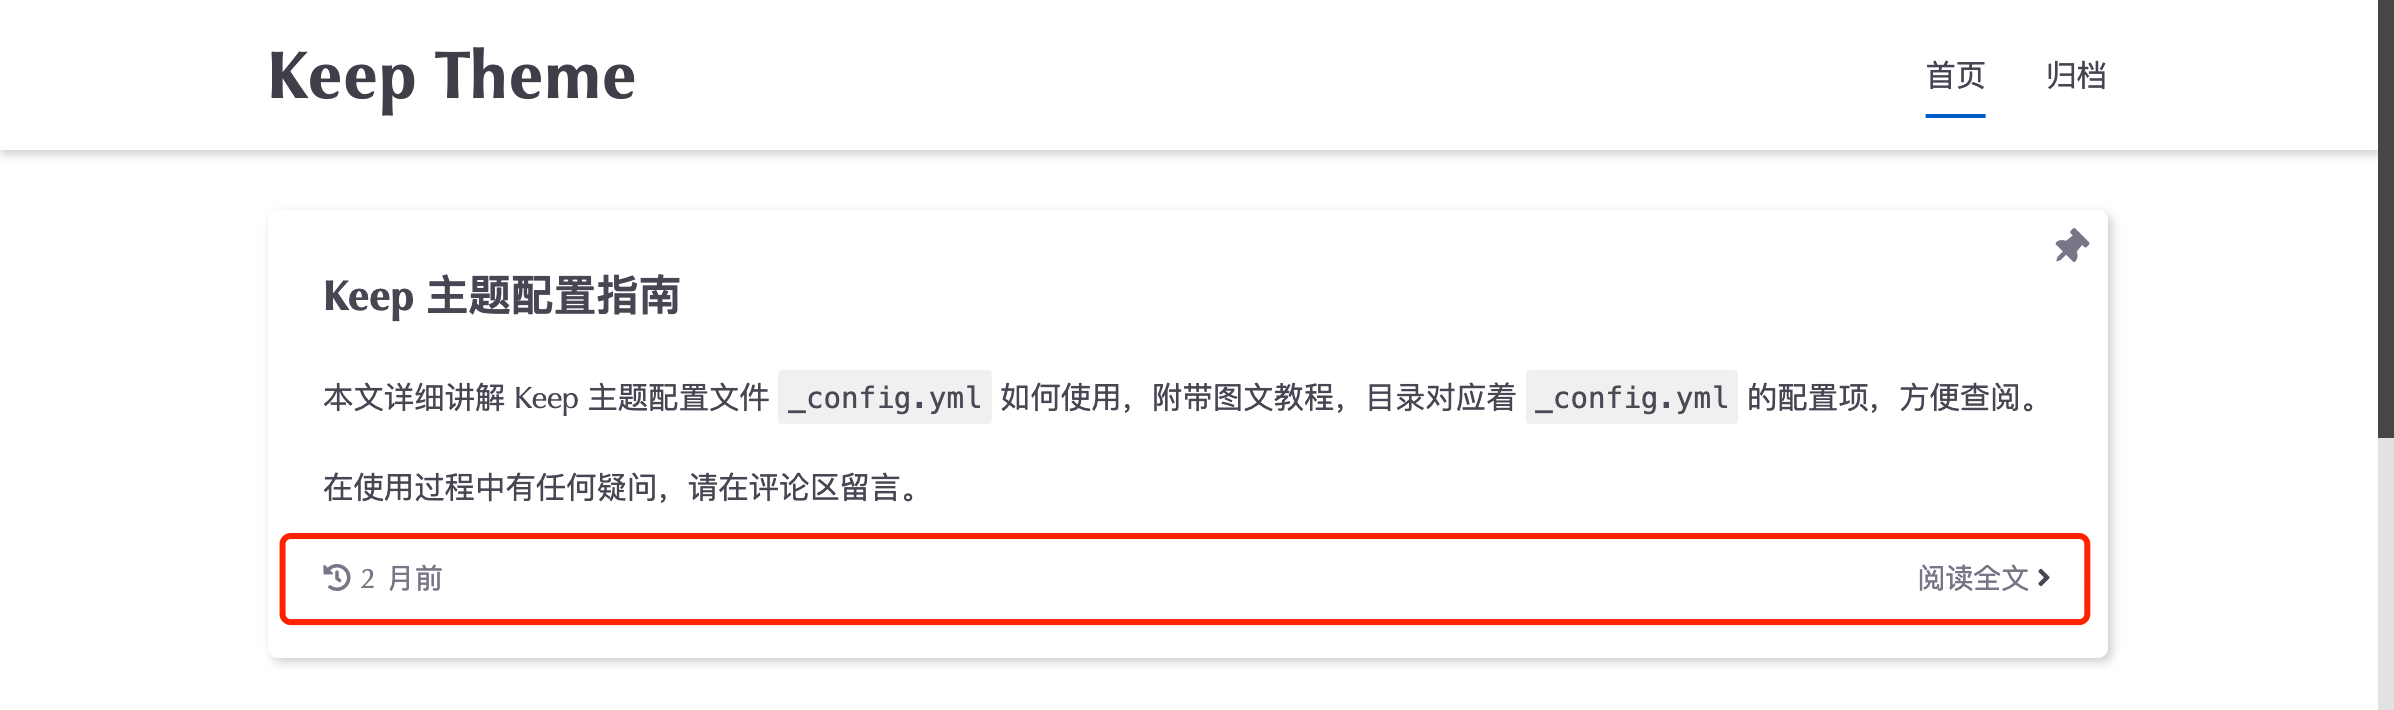 Keep Theme
首页 归档
Keep 主题配置指南
本文详细讲解 Keep 主题配置文件 _config.yml 如何使用，附带图文教程，目录对应着 _config.yml 的配置项，方便查阅。
在使用过程中有任何疑问，请在评论区留言。
2 月前 阅读全文